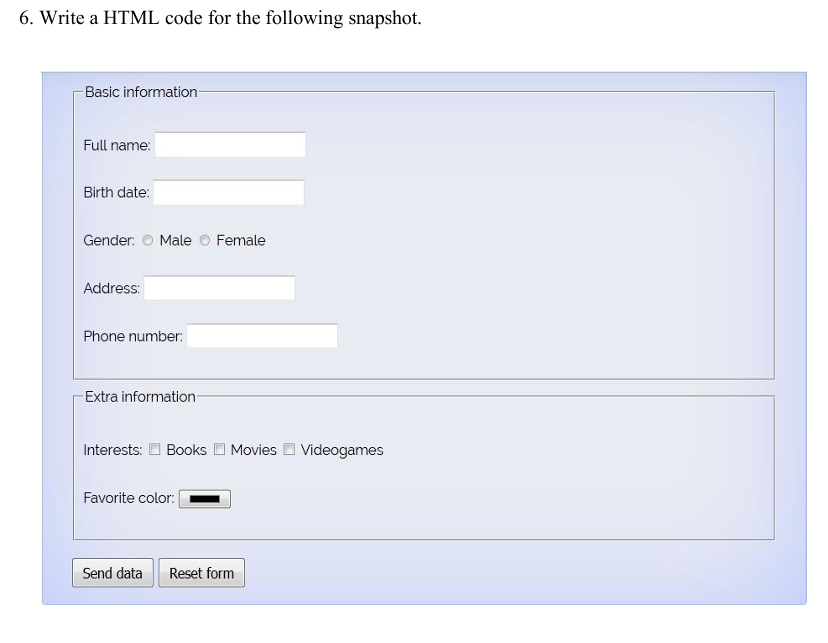 6. Write a HTML code for the following snapshot.
Basic information
Full name:
Birth date:
Gender: Male Female
Address:
Phone number:
Extra information
Interests: Books Movies Videogames
Favorite color:
Send data Reset form